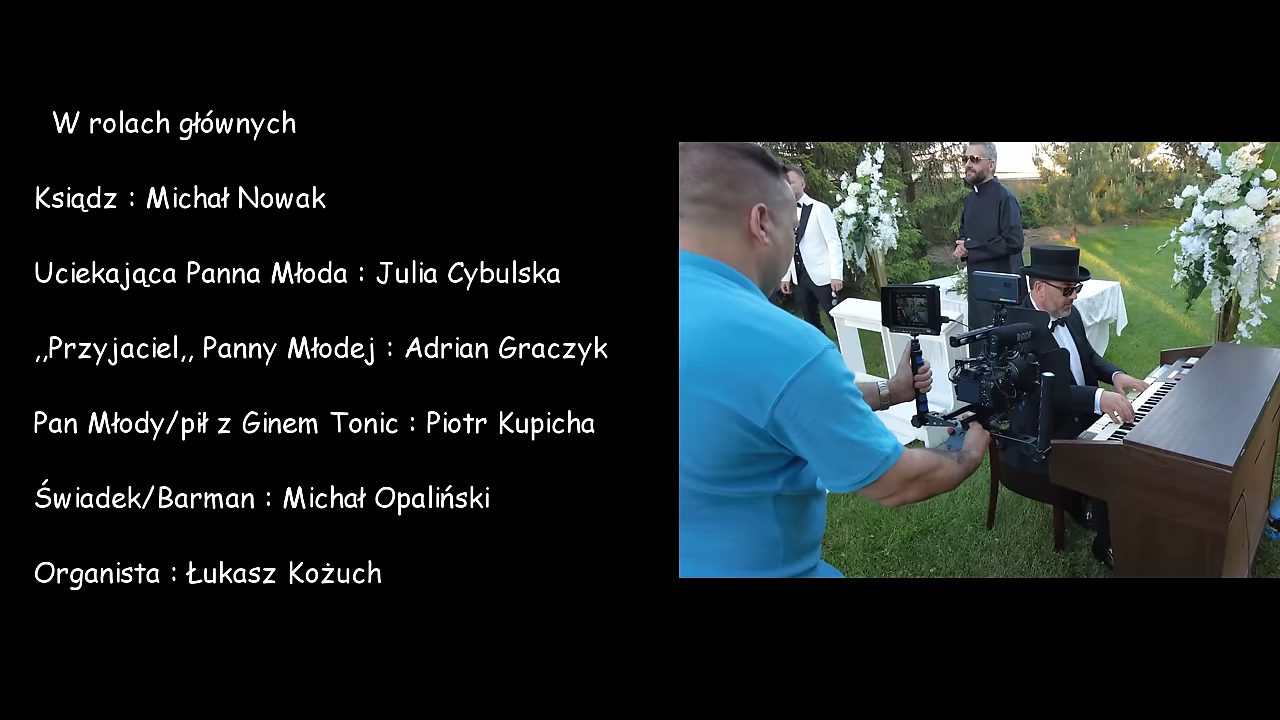 W rolach głównych
Ksiądz : Michał Nowak
Uciekająca Panna Młoda : Julia Cybulska
,,Przyjaciel,, Panny Młodej : Adrian Graczyk
Pan Młody/pił z Ginem Tonic : Piotr Kupicha
Świadek/Barman : Michał Opaliński
Organista : Łukasz Kożuch
RODE